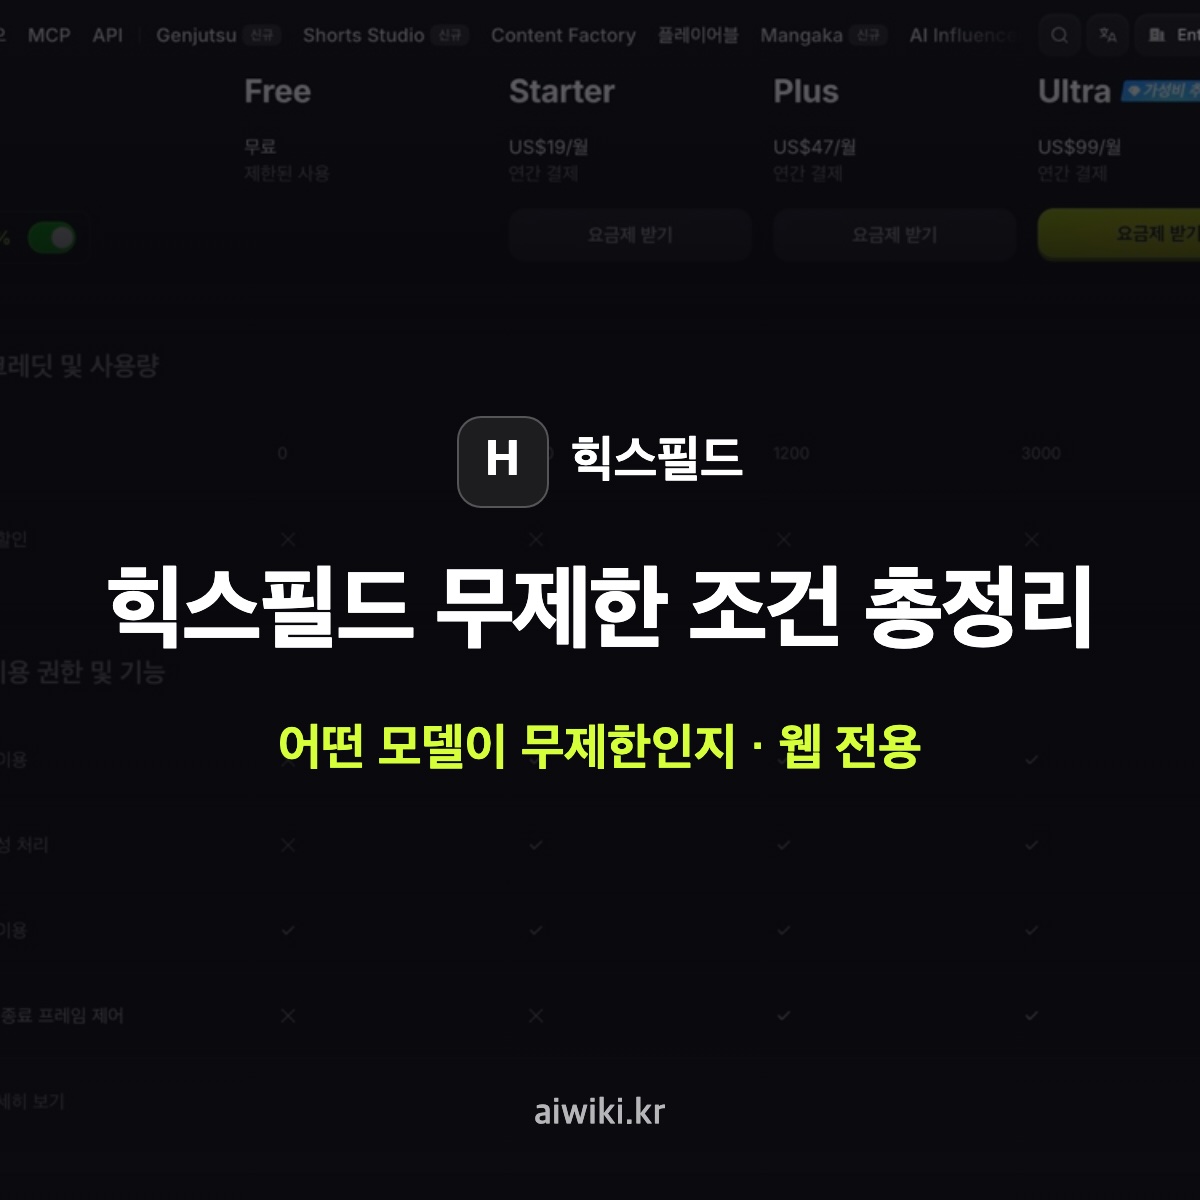 MCP API Genjutsu 신규 Shorts Studio 신규 Content Factory 플레이어블 Mangaka 신규 AI Influenc
Free Starter Plus Ultra 가성비
무료 US$19/월 US$47/월 US$99/월
제한된 사용 연간 결제 연간 결제 연간 결제
%
요금제 받기 요금제 받기 요금제 받기
크레딧 및 사용량
H 힉스필드
0 1200 3000
할인
힉스필드 무제한 조건 총정리
이용 권한 및 기능
어떤 모델이 무제한인지 · 웹 전용
이용
성 처리
이용
종료 프레임 제어
세히 보기
aiwiki.kr